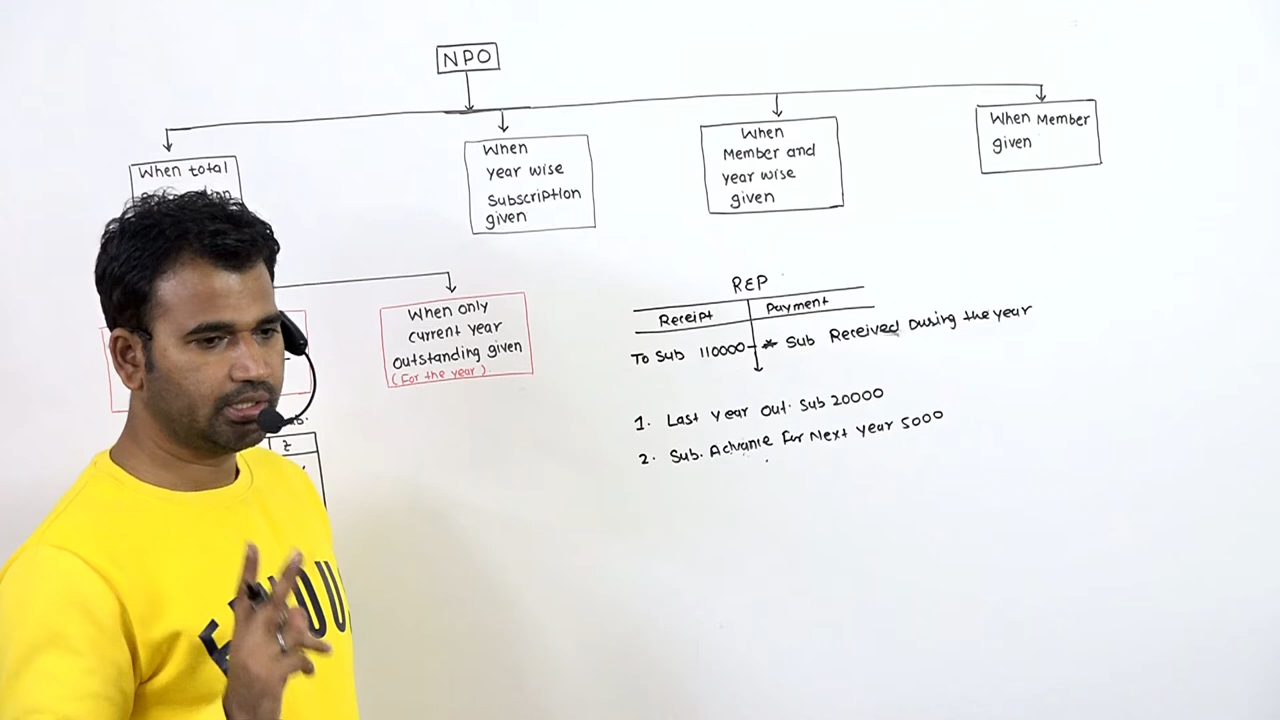 NPO
When total
When
year wise
Subscription
given
When
Member and
year wise
given
When Member
given
When only
current year
outstanding given
(For the year).
REP
Receipt
Payment
To Sub 110000
* Sub Received During the year
1. Last Year Out. Sub 20000
2. Sub. Advance For Next Year 5000